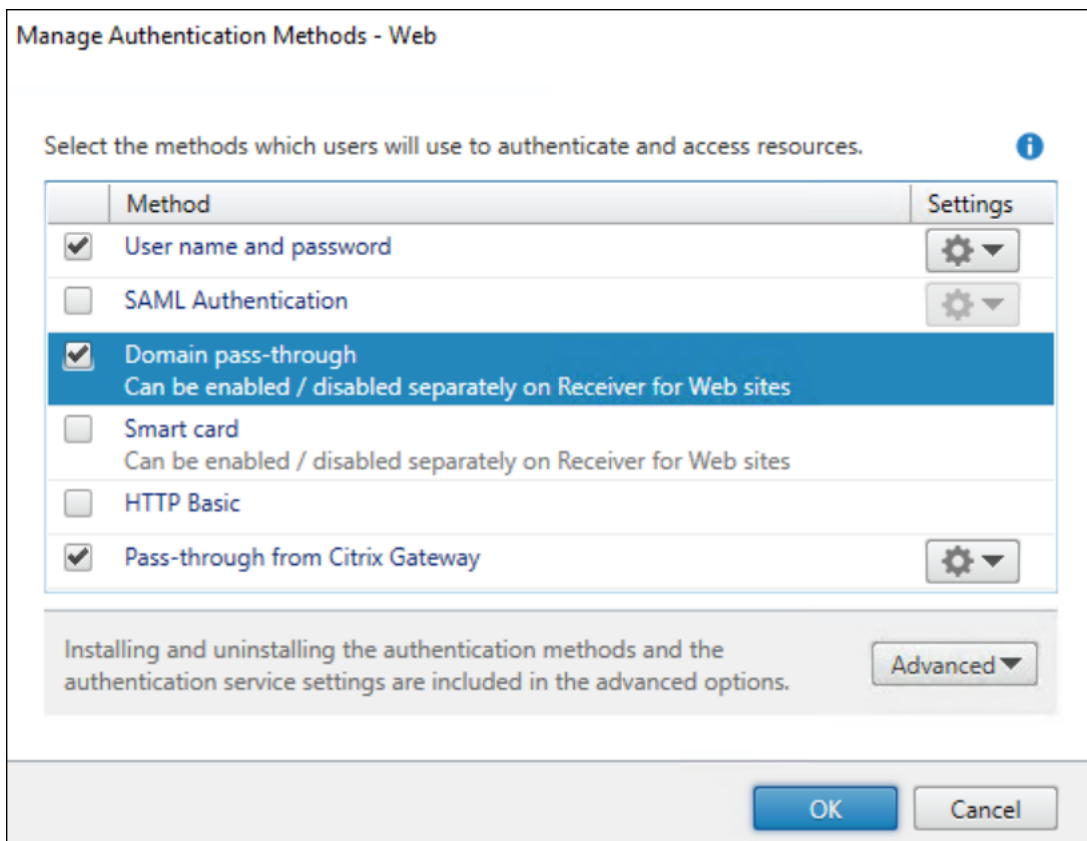 Manage Authentication Methods - Web
Select the methods which users will use to authenticate and access resources.
Method Settings
User name and password
SAML Authentication
Domain pass-through
Can be enabled / disabled separately on Receiver for Web sites
Smart card
Can be enabled / disabled separately on Receiver for Web sites
HTTP Basic
Pass-through from Citrix Gateway
Installing and uninstalling the authentication methods and the
authentication service settings are included in the advanced options.
Advanced
OK Cancel